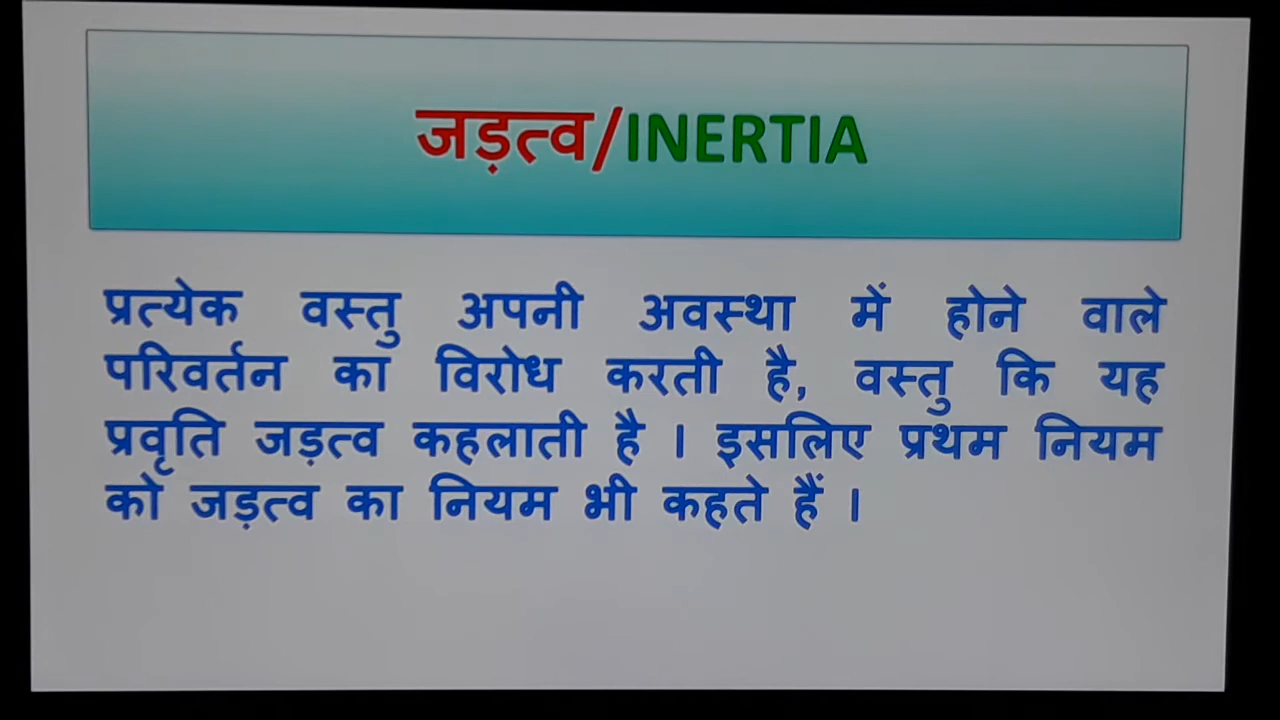 जड़त्व/INERTIA
प्रत्येक वस्तु अपनी अवस्था में होने वाले
परिवर्तन का विरोध करती है, वस्तु कि यह
प्रवृति जड़त्व कहलाती है । इसलिए प्रथम नियम
को जड़त्व का नियम भी कहते हैं ।